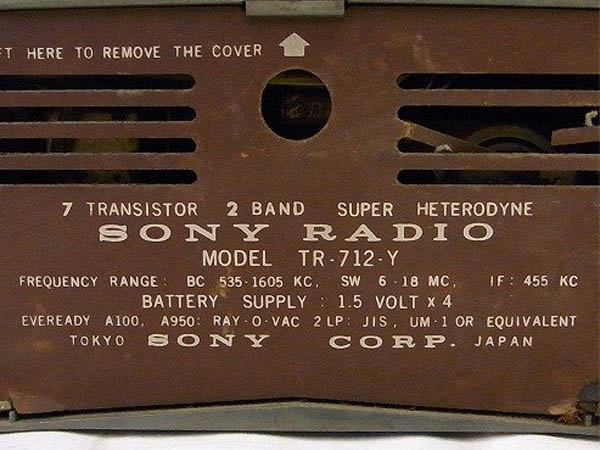 HERE TO REMOVE THE COVER
7 TRANSISTOR 2 BAND SUPER HETERODYNE
SONY RADIO
MODEL TR-712-Y
FREQUENCY RANGE: BC 535-1605 KC, SW 6-18 MC, IF: 455 KC
BATTERY SUPPLY : 1.5 VOLT x 4
EVEREADY A100, A950: RAY-O-VAC 2 LP: JIS, UM-1 OR EQUIVALENT
TOKYO SONY CORP. JAPAN